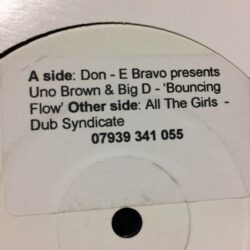 A side: Don - E Bravo presents
Uno Brown & Big D - ‘Bouncing
Flow’ Other side: All The Girls -
Dub Syndicate
07939 341 055